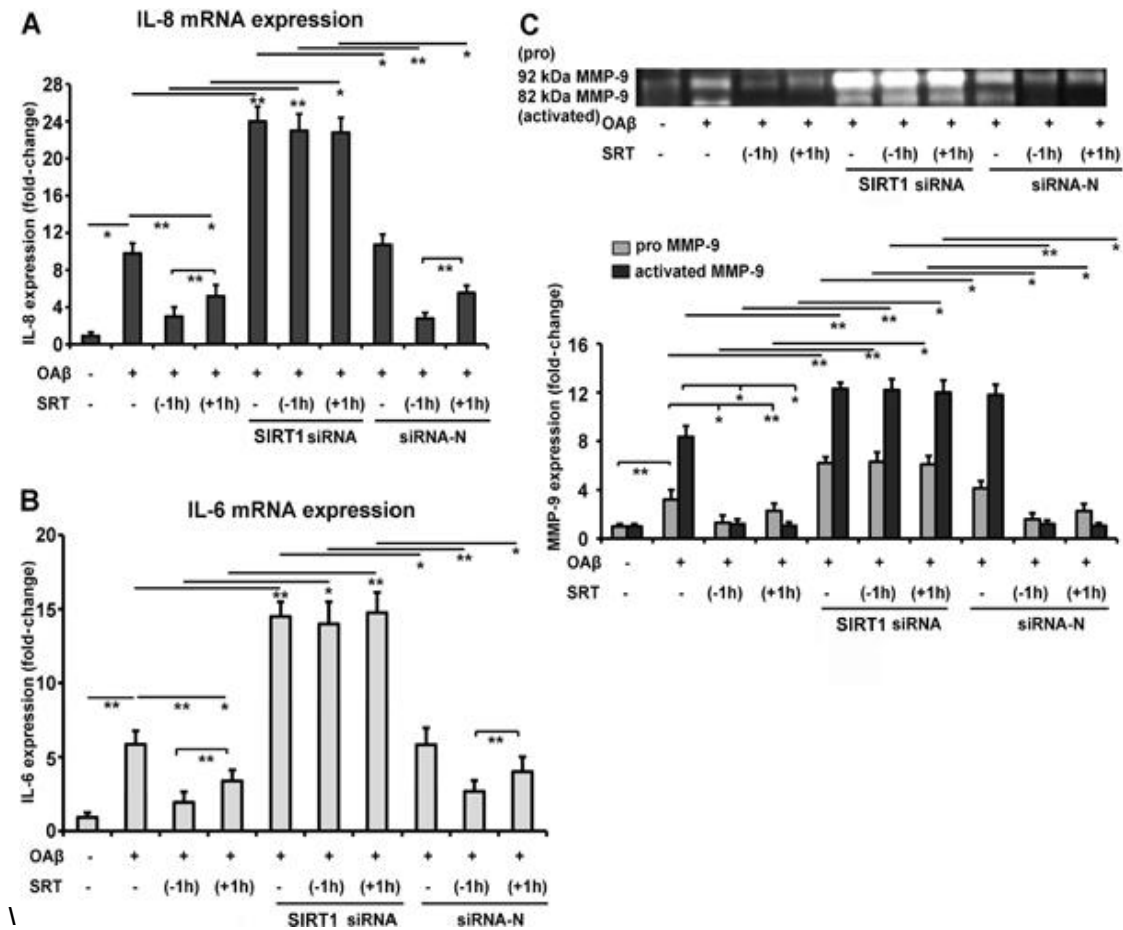 A
IL-8 mRNA expression
IL-8 expression (fold-change)
28
24
20
16
12
8
4
0
* ** *
** ** *
* ** *
** **
OAβ - + + + + + + + + +
SRT - - (-1h) (+1h) - (-1h) (+1h) - (-1h) (+1h)
SIRT1 siRNA siRNA-N
B
IL-6 mRNA expression
IL-6 expression (fold-change)
20
15
10
5
0
* ** *
** * **
** ** *
** **
OAβ - + + + + + + + + +
SRT - - (-1h) (+1h) - (-1h) (+1h) - (-1h) (+1h)
SIRT1 siRNA siRNA-N
\
C
(pro)
92 kDa MMP-9
82 kDa MMP-9
(activated)
OAβ - + + + + + + + + +
SRT - - (-1h) (+1h) - (-1h) (+1h) - (-1h) (+1h)
SIRT1 siRNA siRNA-N
pro MMP-9
activated MMP-9
MMP-9 expression (fold-change)
16
12
8
4
0
** *
* * *
** ** *
** ** *
* *
* **
**
OAβ - + + + + + + + + +
SRT - - (-1h) (+1h) - (-1h) (+1h) - (-1h) (+1h)
SIRT1 siRNA siRNA-N